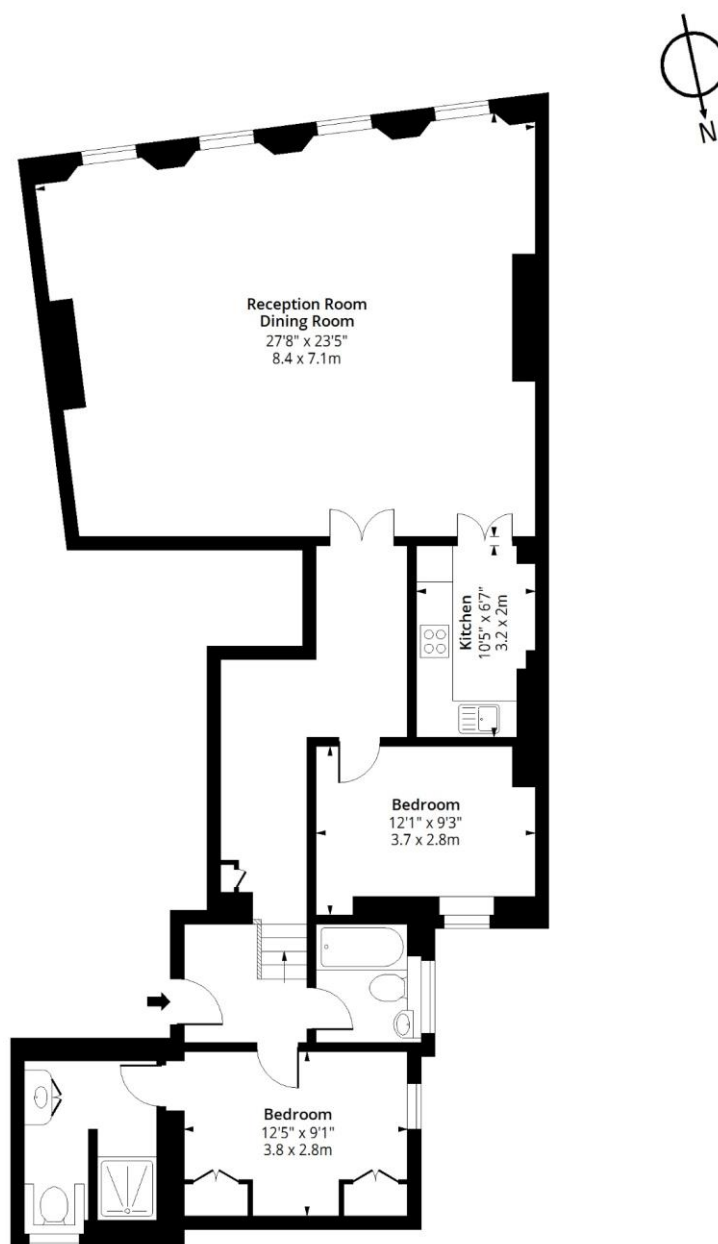 N
Reception Room
Dining Room
27'8" x 23'5"
8.4 x 7.1m
Kitchen
10'5" x 6'7"
3.2 x 2m
Bedroom
12'1" x 9'3"
3.7 x 2.8m
Bedroom
12'5" x 9'1"
3.8 x 2.8m